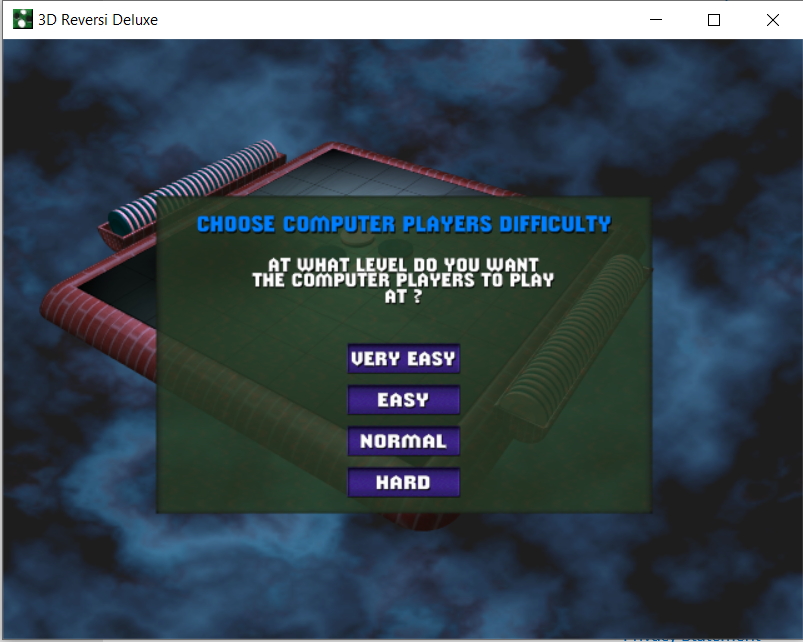 3D Reversi Deluxe
CHOOSE COMPUTER PLAYERS DIFFICULTY
AT WHAT LEVEL DO YOU WANT
THE COMPUTER PLAYERS TO PLAY
AT ?
VERY EASY
EASY
NORMAL
HARD